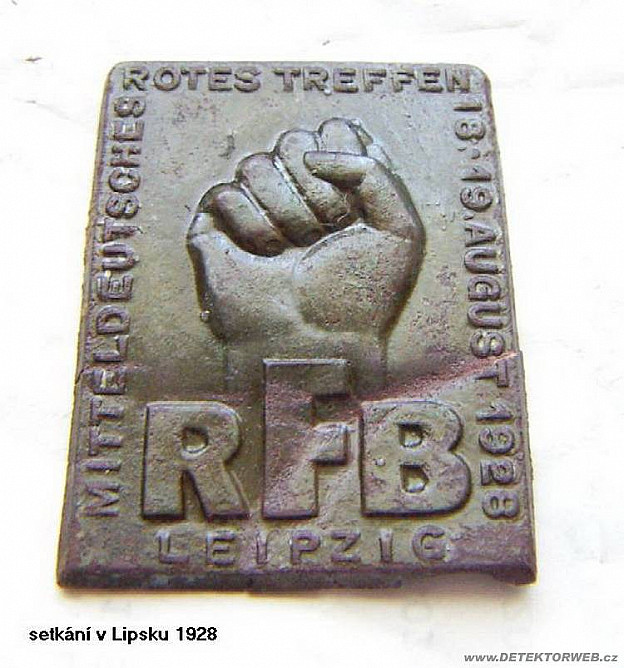 MITTELDEUTSCHES
ROTES TREFFEN
18.-19. AUGUST 1928
RFB
LEIPZIG
setkání v Lipsku 1928
www.DETEKTORWEB.cz